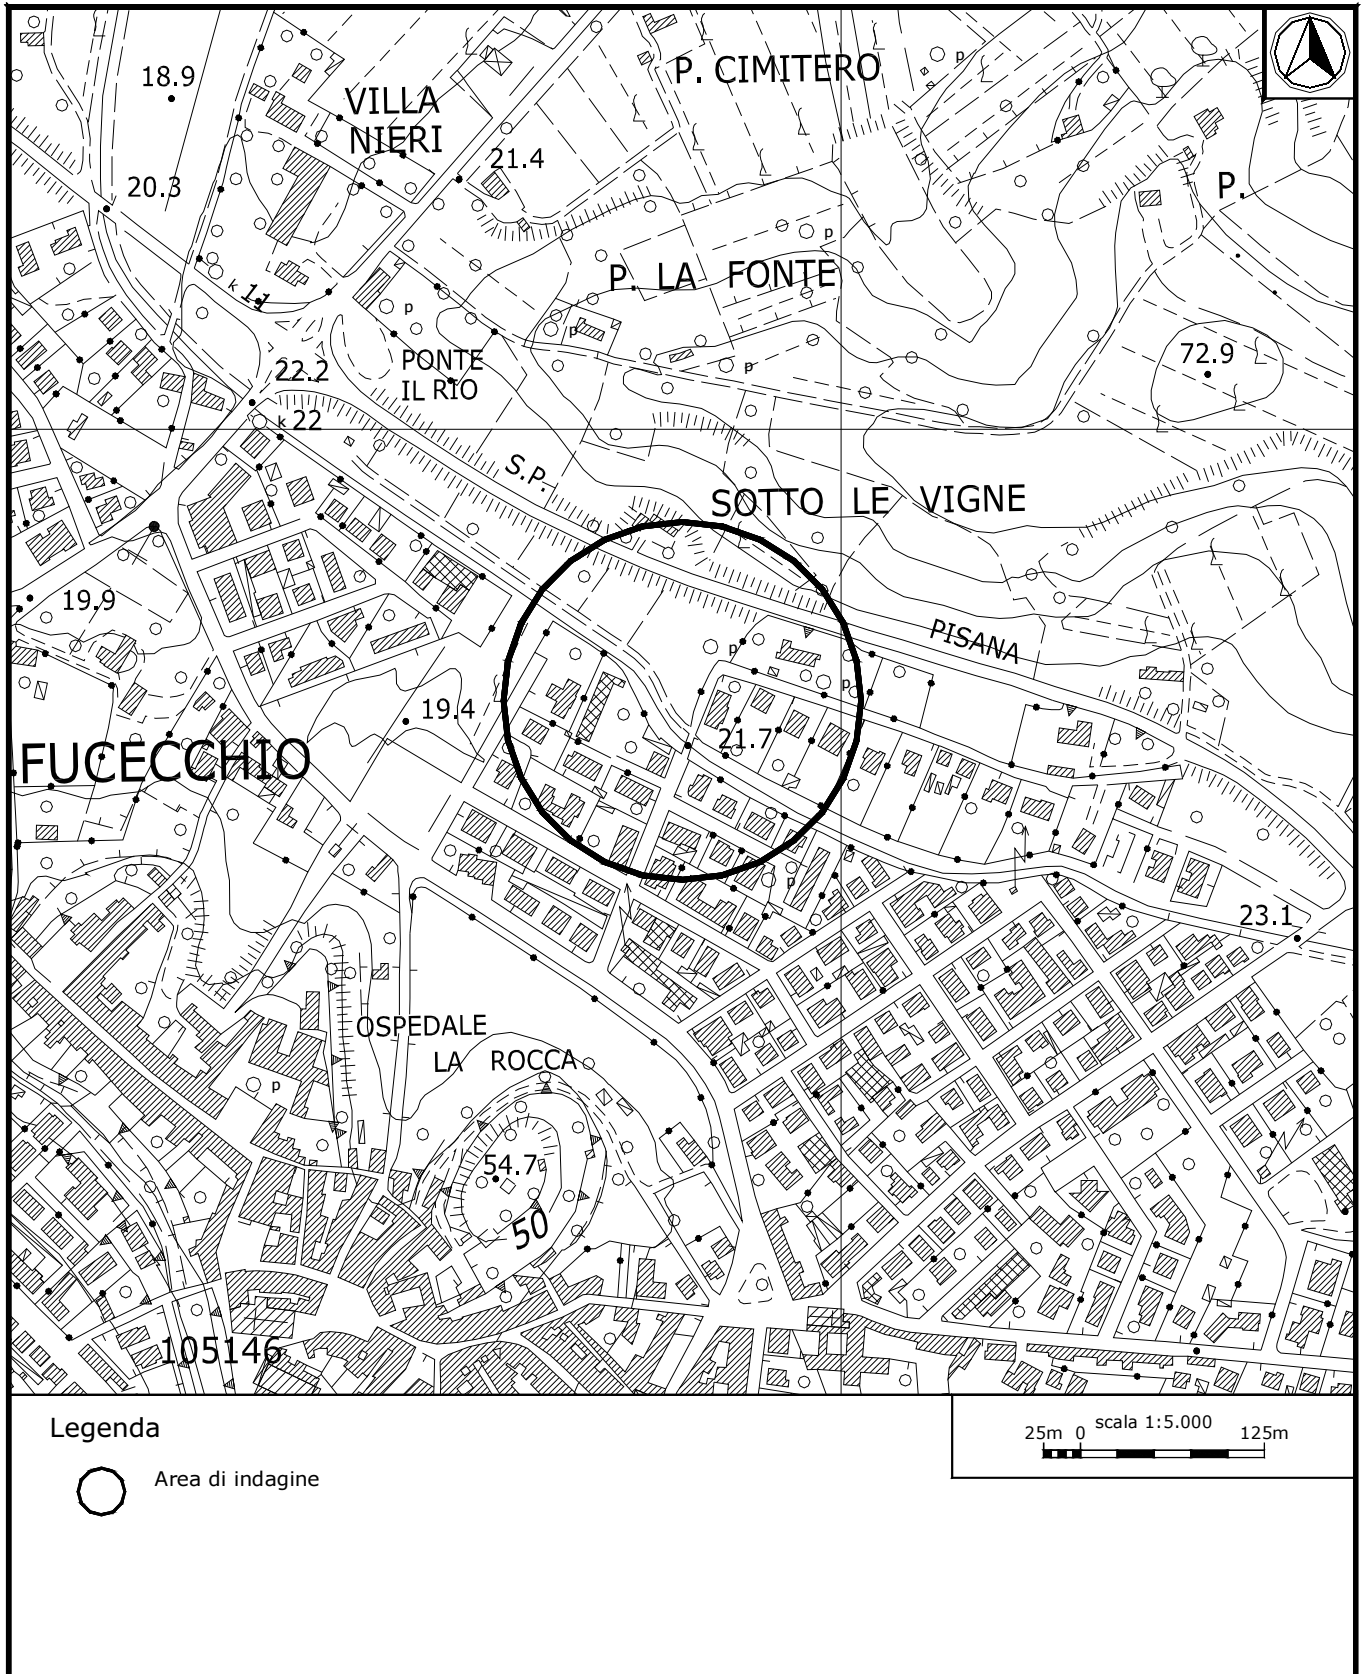 P. CIMITERO
p
18.9
VILLA
NIERI
21.4
20.3
P.
p
P. LA FONTE
k 11
p
p
PONTE
IL RIO
72.9
22.2
p
k 22
S.P.
SOTTO LE VIGNE
19.9
PISANA
p
p
19.4
21.7
FUCECCHIO
p
23.1
OSPEDALE
LA ROCCA
p
54.7
50
105146
Legenda
Area di indagine
scala 1:5.000
25m 0 125m